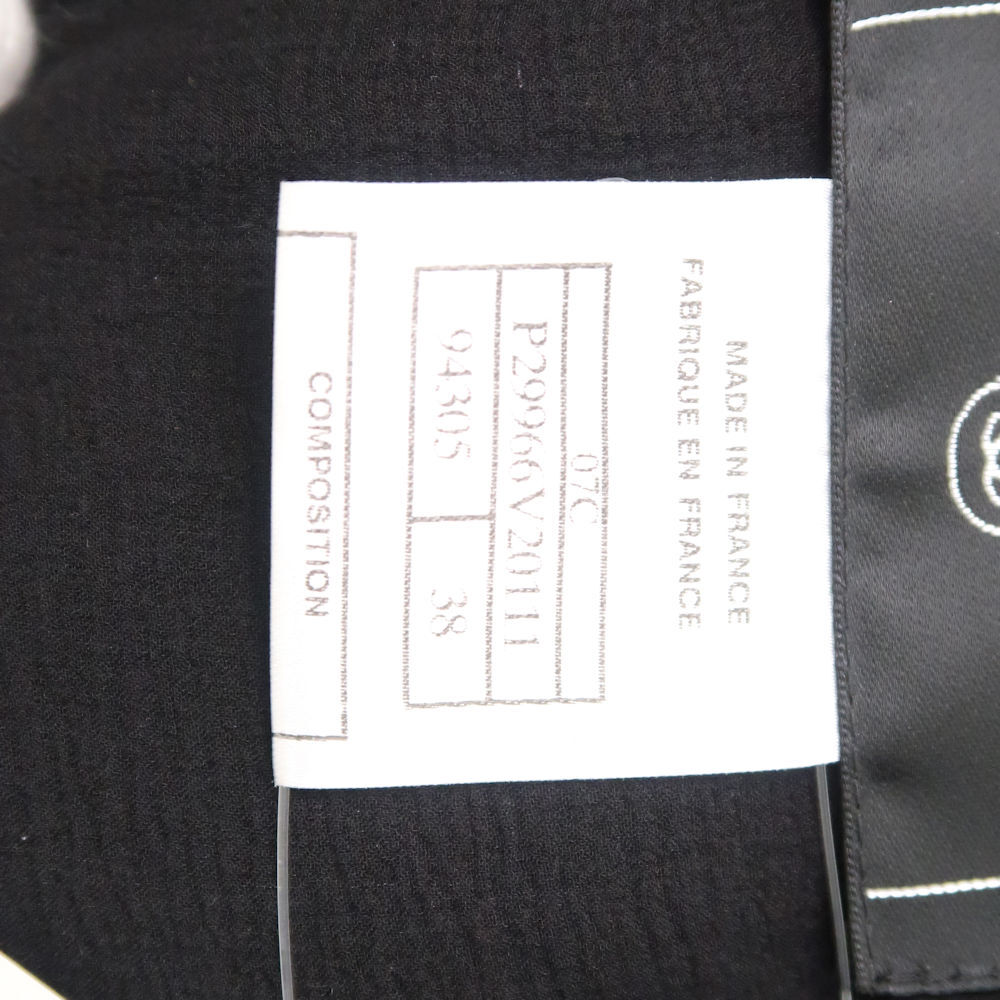 MADE IN FRANCE
FABRIQUE EN FRANCE
07C
P29966V20111
94305 38
COMPOSITION